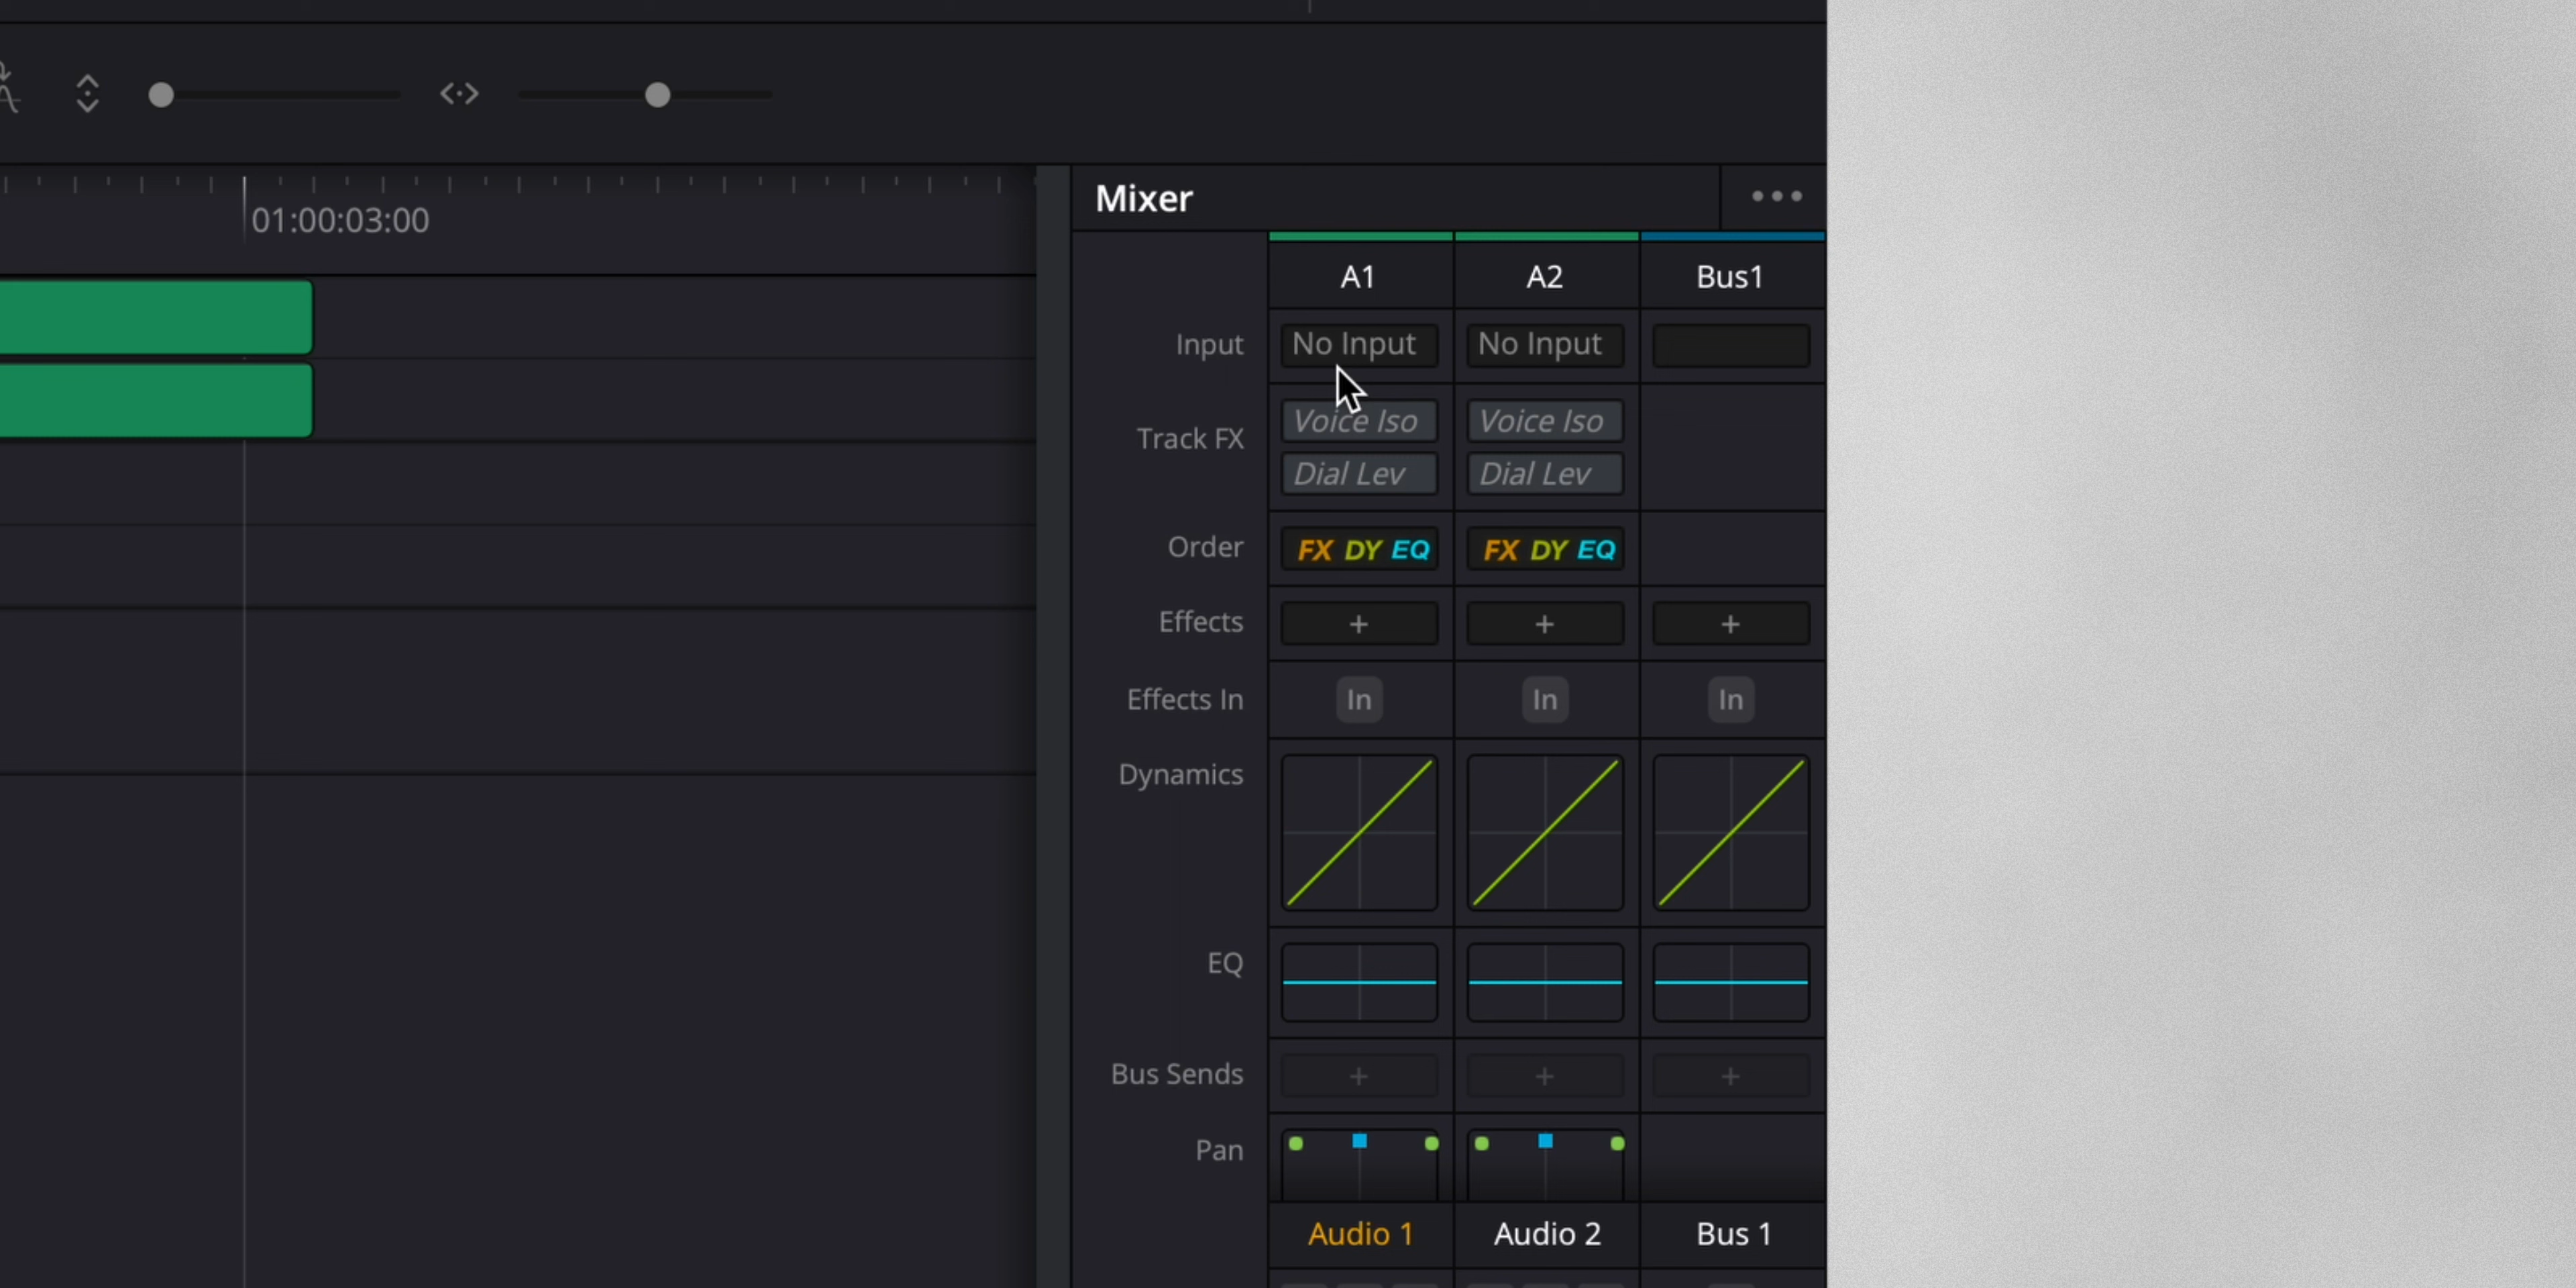 01:00:03:00
Mixer
A1 A2 Bus1
Input No Input No Input
Track FX Voice Iso Voice Iso
Dial Lev Dial Lev
Order FX DY EQ FX DY EQ
Effects + + +
Effects In In In In
Dynamics
EQ
Bus Sends + + +
Pan
Audio 1 Audio 2 Bus 1